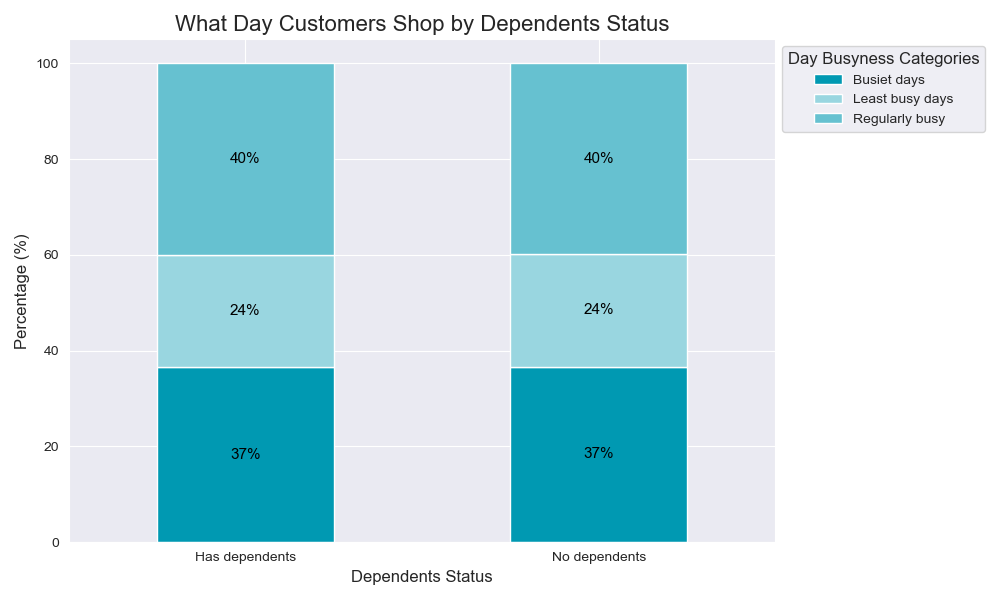 What Day Customers Shop by Dependents Status
Day Busyness Categories
Busiet days
Least busy days
Regularly busy
Percentage (%)
100
80
60
40
20
0
40%
40%
24%
24%
37%
37%
Has dependents
No dependents
Dependents Status